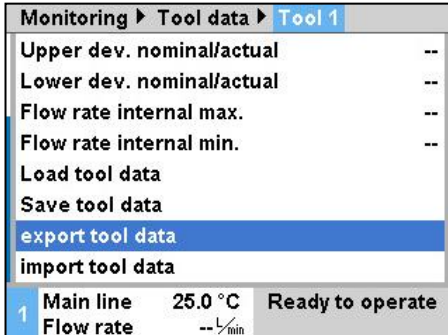 Monitoring ▶ Tool data ▶ Tool 1
Upper dev. nominal/actual --
Lower dev. nominal/actual --
Flow rate internal max. --
Flow rate internal min. --
Load tool data
Save tool data
export tool data
import tool data
1 Main line 25.0 °C Ready to operate
Flow rate -- L/min